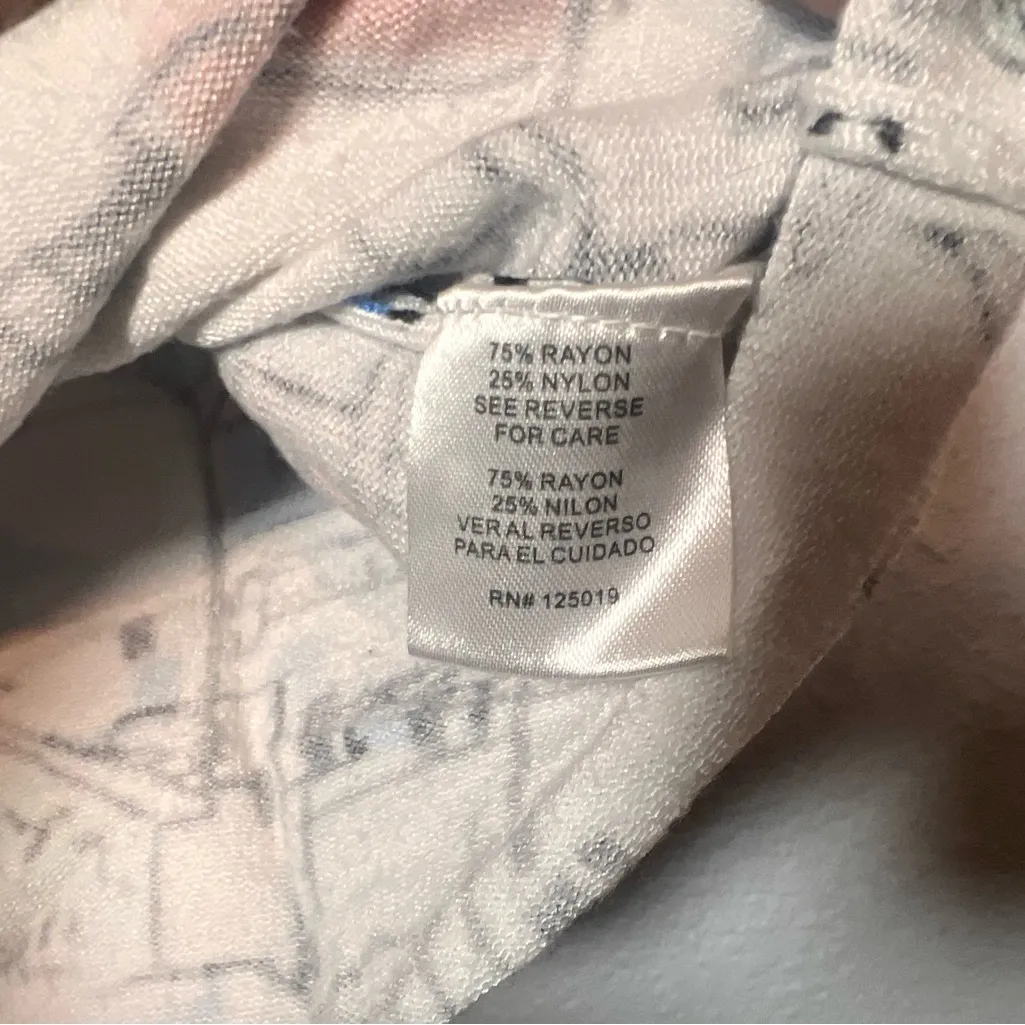 75% RAYON
25% NYLON
SEE REVERSE
FOR CARE
75% RAYON
25% NILON
VER AL REVERSO
PARA EL CUIDADO
RN# 125019